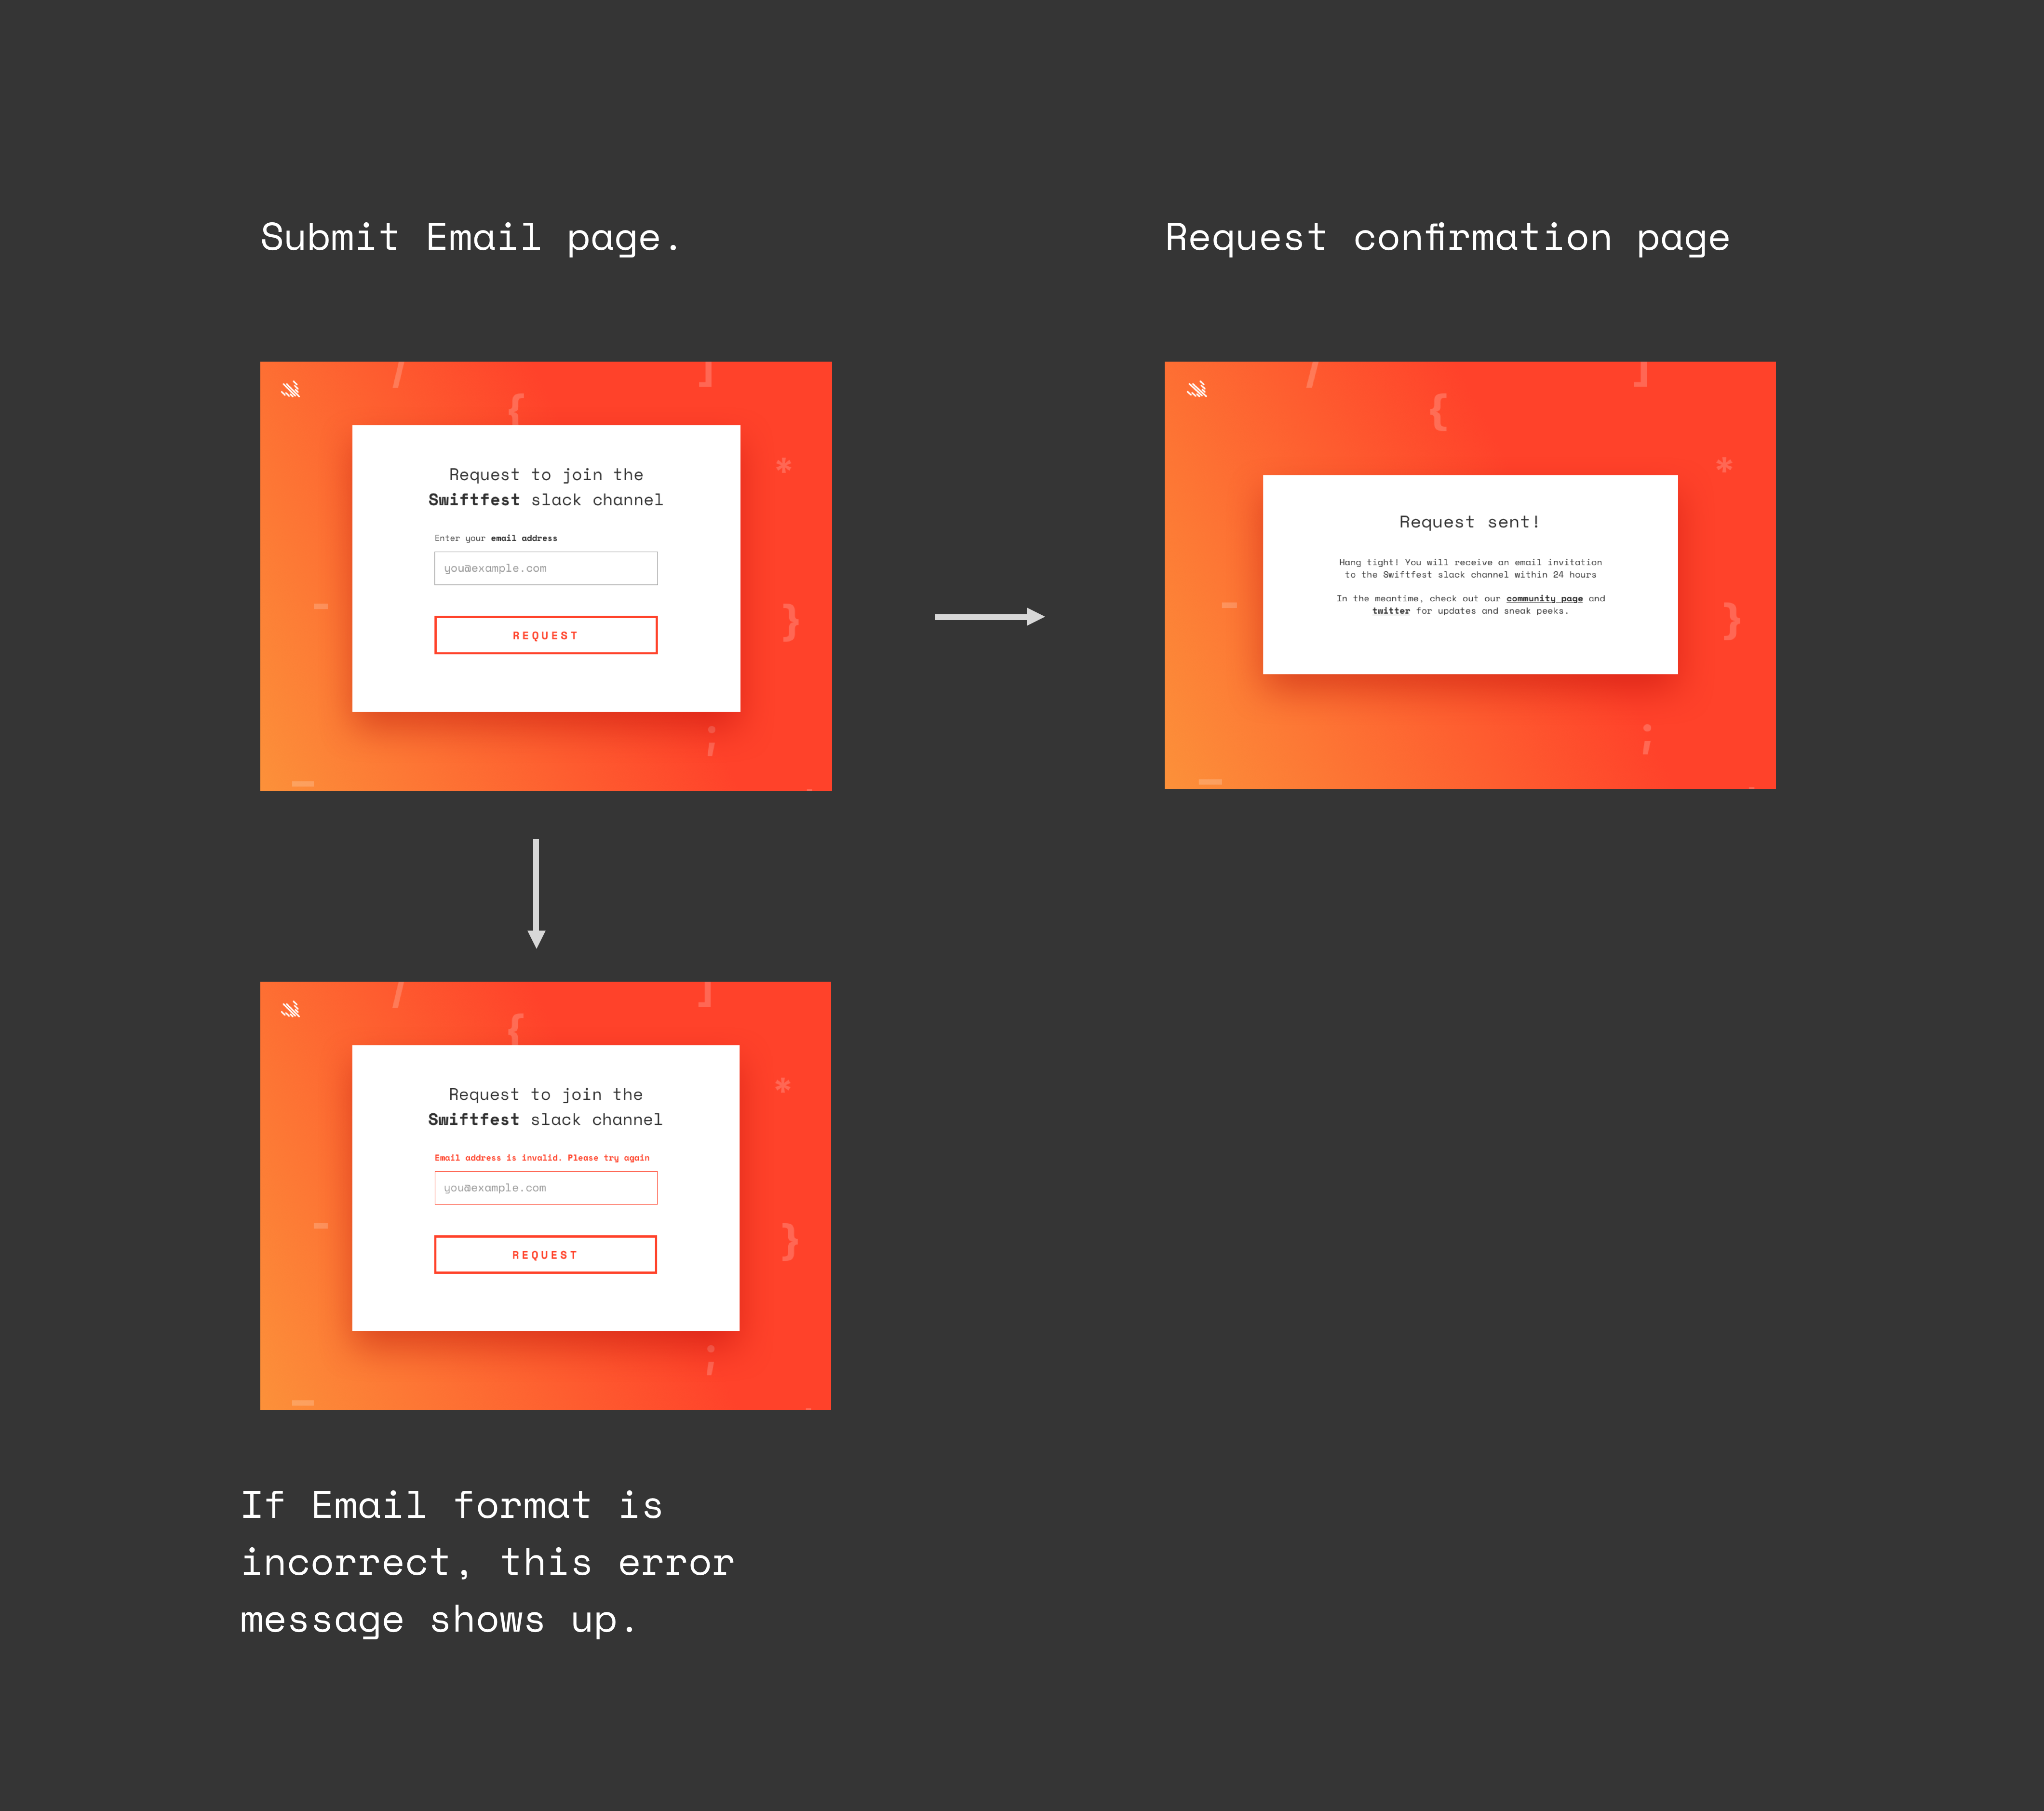 Submit Email page.
Request confirmation page
/
]
{
Request to join the
Swiftfest slack channel
*
Enter your email address
you@example.com
-
}
REQUEST
;
_
/
]
{
*
Request sent!
Hang tight! You will receive an email invitation
to the Swiftfest slack channel within 24 hours
In the meantime, check out our community page and
twitter for updates and sneak peeks.
-
}
;
_
/
]
{
Request to join the
Swiftfest slack channel
*
Email address is invalid. Please try again
you@example.com
-
}
REQUEST
;
_
If Email format is
incorrect, this error
message shows up.